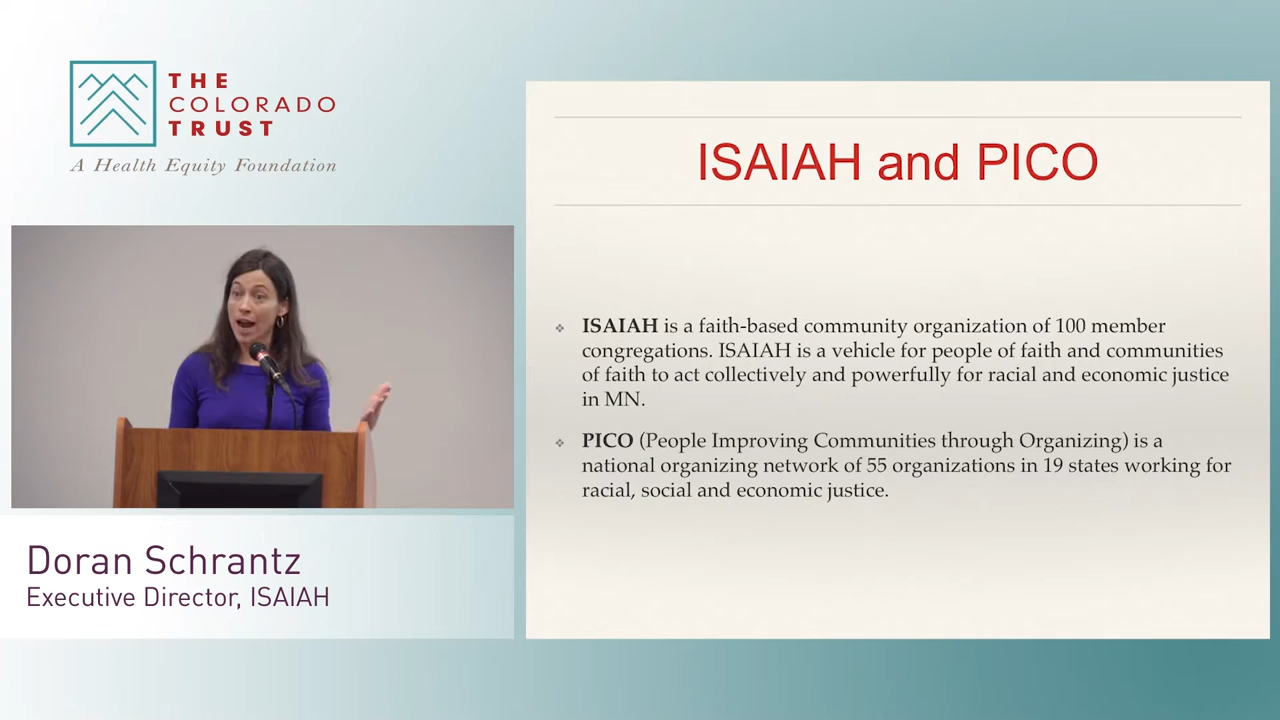 THE
COLORADO
TRUST
A Health Equity Foundation
Doran Schrantz
Executive Director, ISAIAH
ISAIAH and PICO
❖ ISAIAH is a faith-based community organization of 100 member
congregations. ISAIAH is a vehicle for people of faith and communities
of faith to act collectively and powerfully for racial and economic justice
in MN.
❖ PICO (People Improving Communities through Organizing) is a
national organizing network of 55 organizations in 19 states working for
racial, social and economic justice.